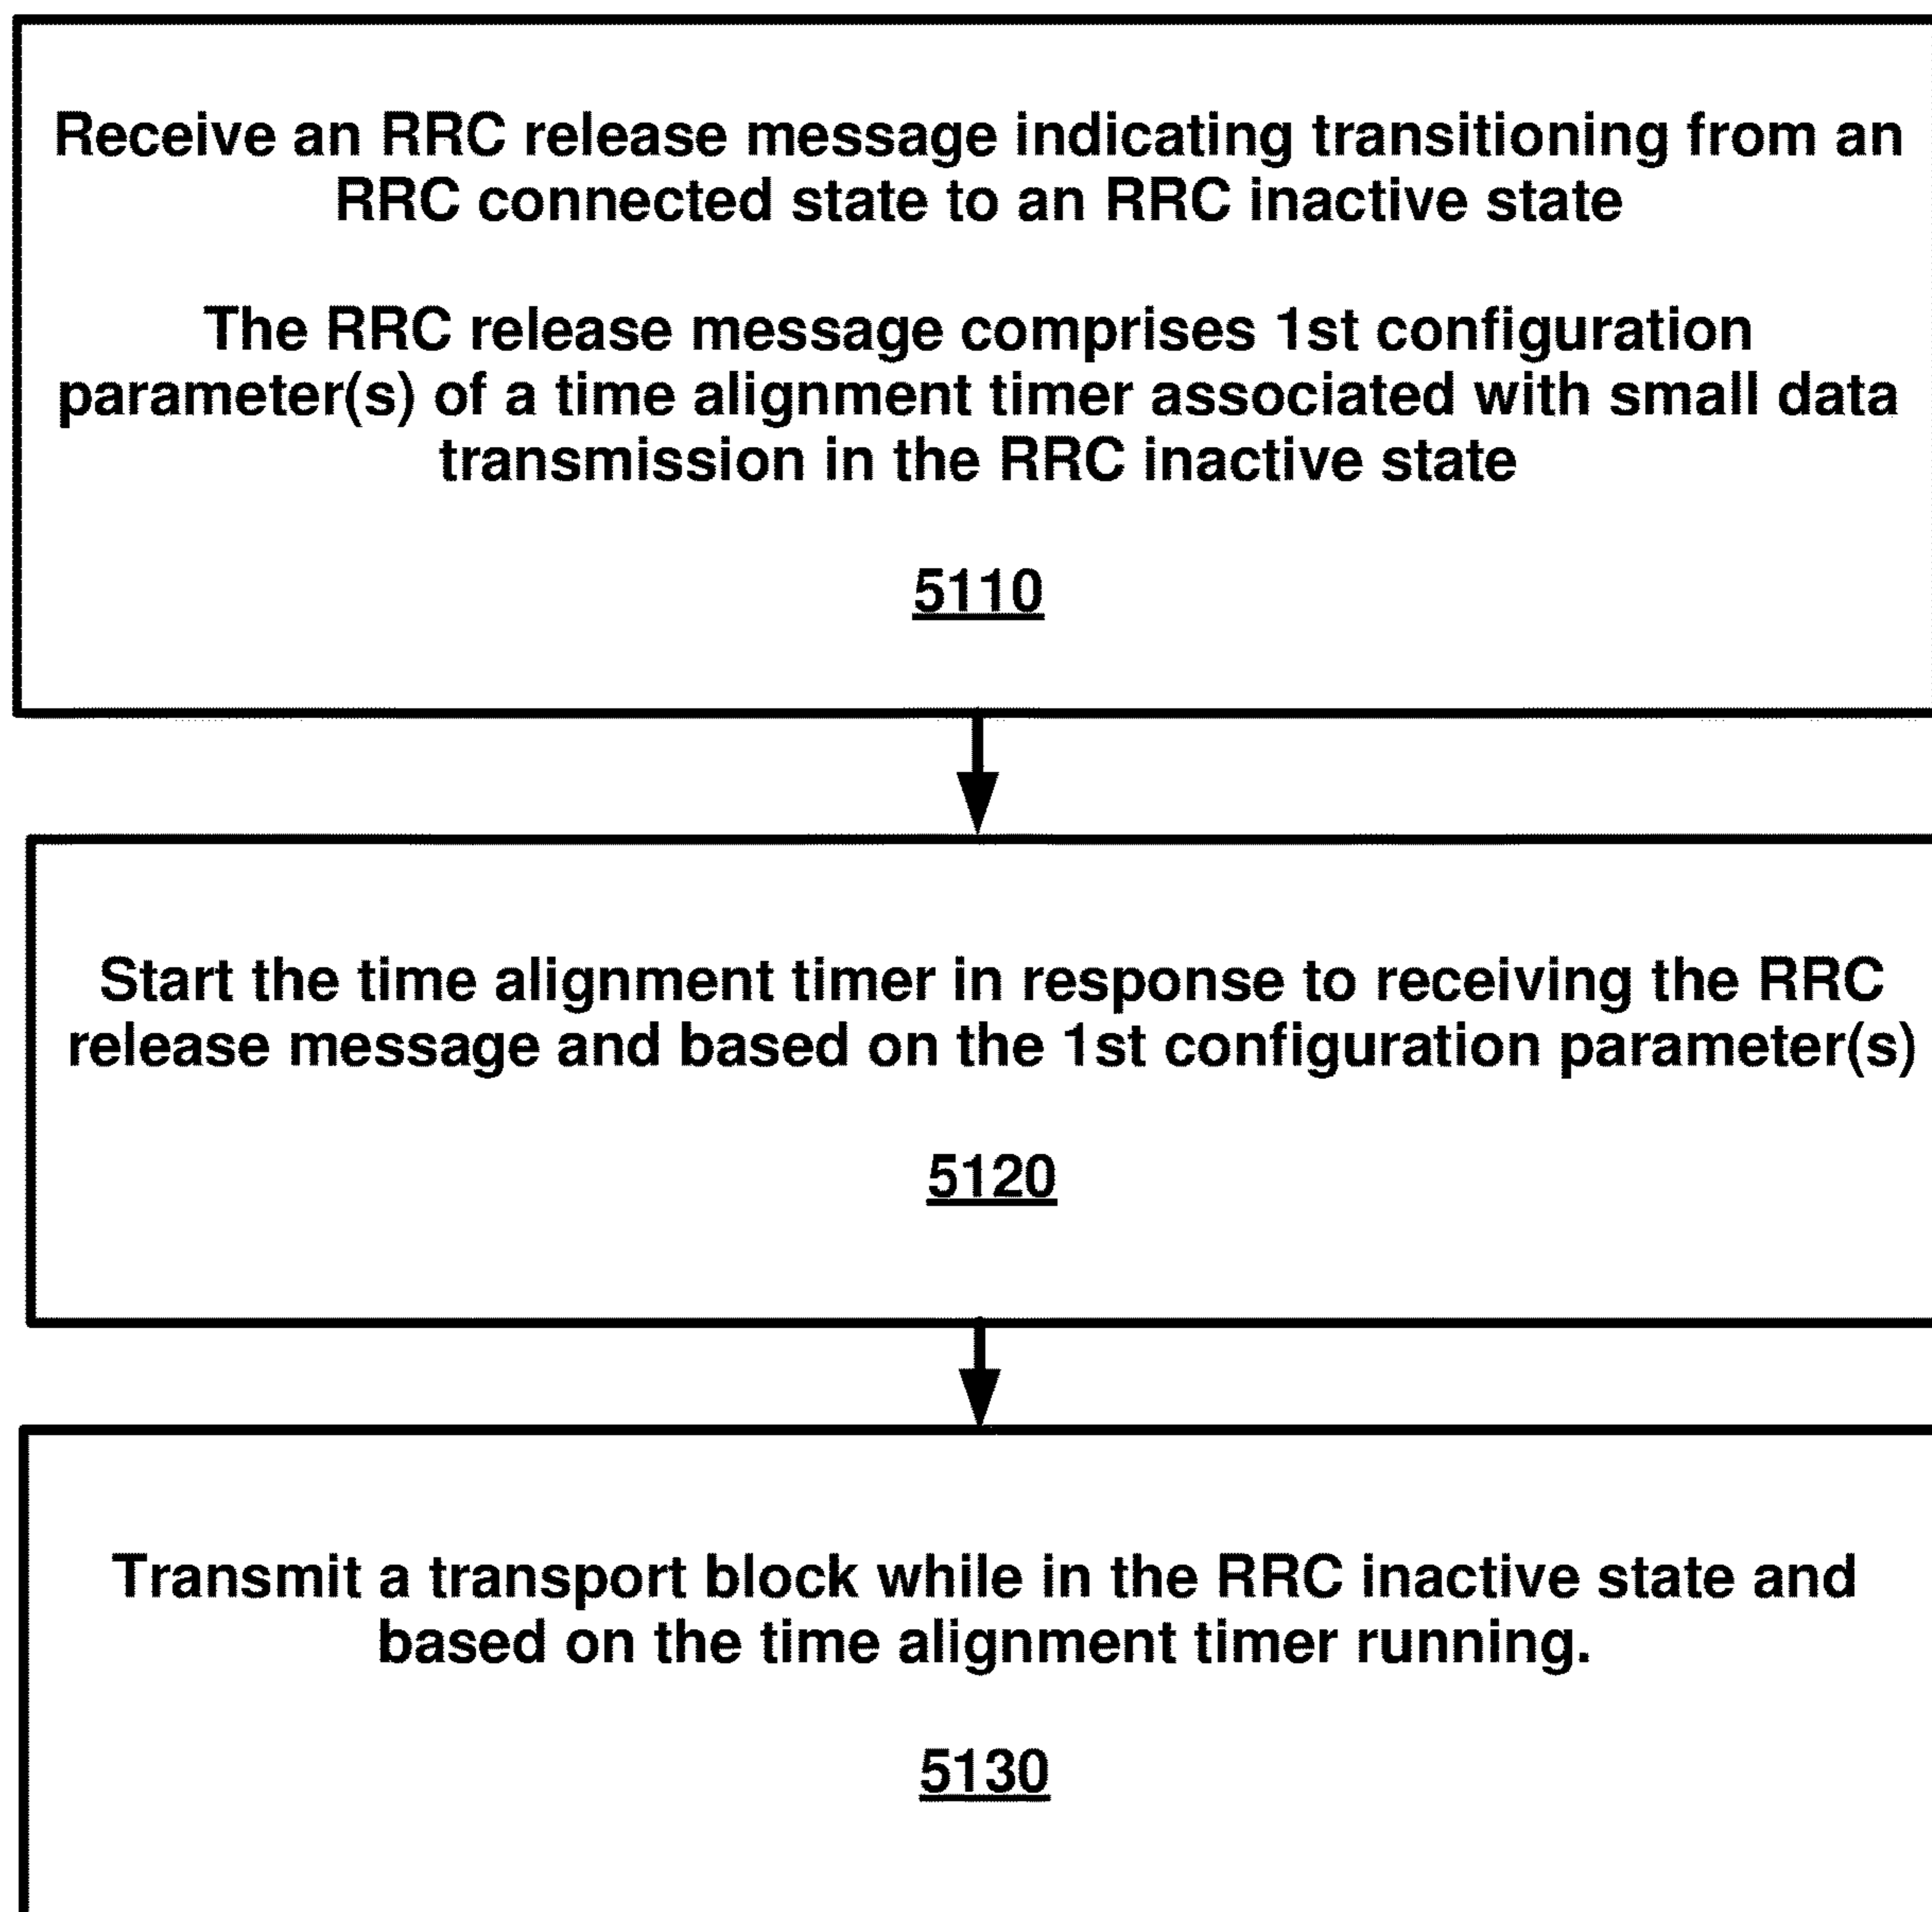 Receive an RRC release message indicating transitioning from an
RRC connected state to an RRC inactive state
The RRC release message comprises 1st configuration
parameter(s) of a time alignment timer associated with small data
transmission in the RRC inactive state
5110
Start the time alignment timer in response to receiving the RRC
release message and based on the 1st configuration parameter(s)
5120
Transmit a transport block while in the RRC inactive state and
based on the time alignment timer running.
5130